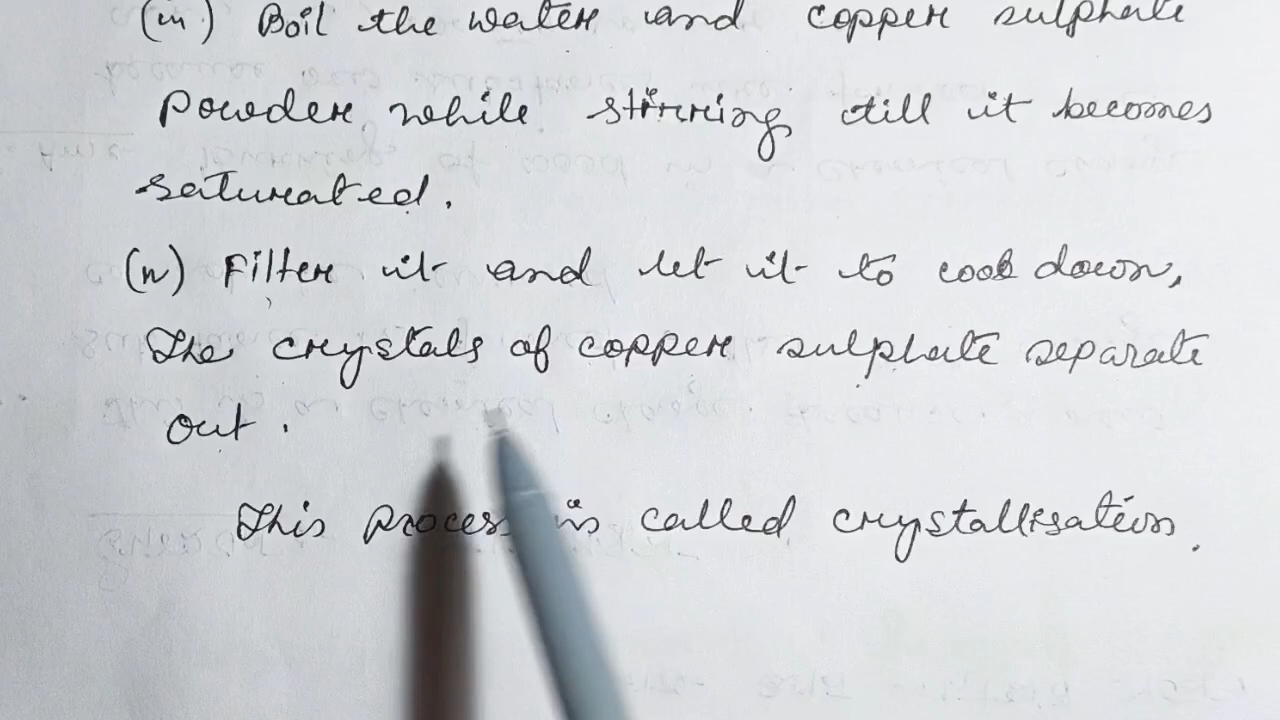 (iii) Boil the water and copper sulphate
Powder while stirring till it becomes
saturated.
(iv) Filter it and let it to cool down,
The crystals of copper sulphate separate
out.
This process is called crystallisation.